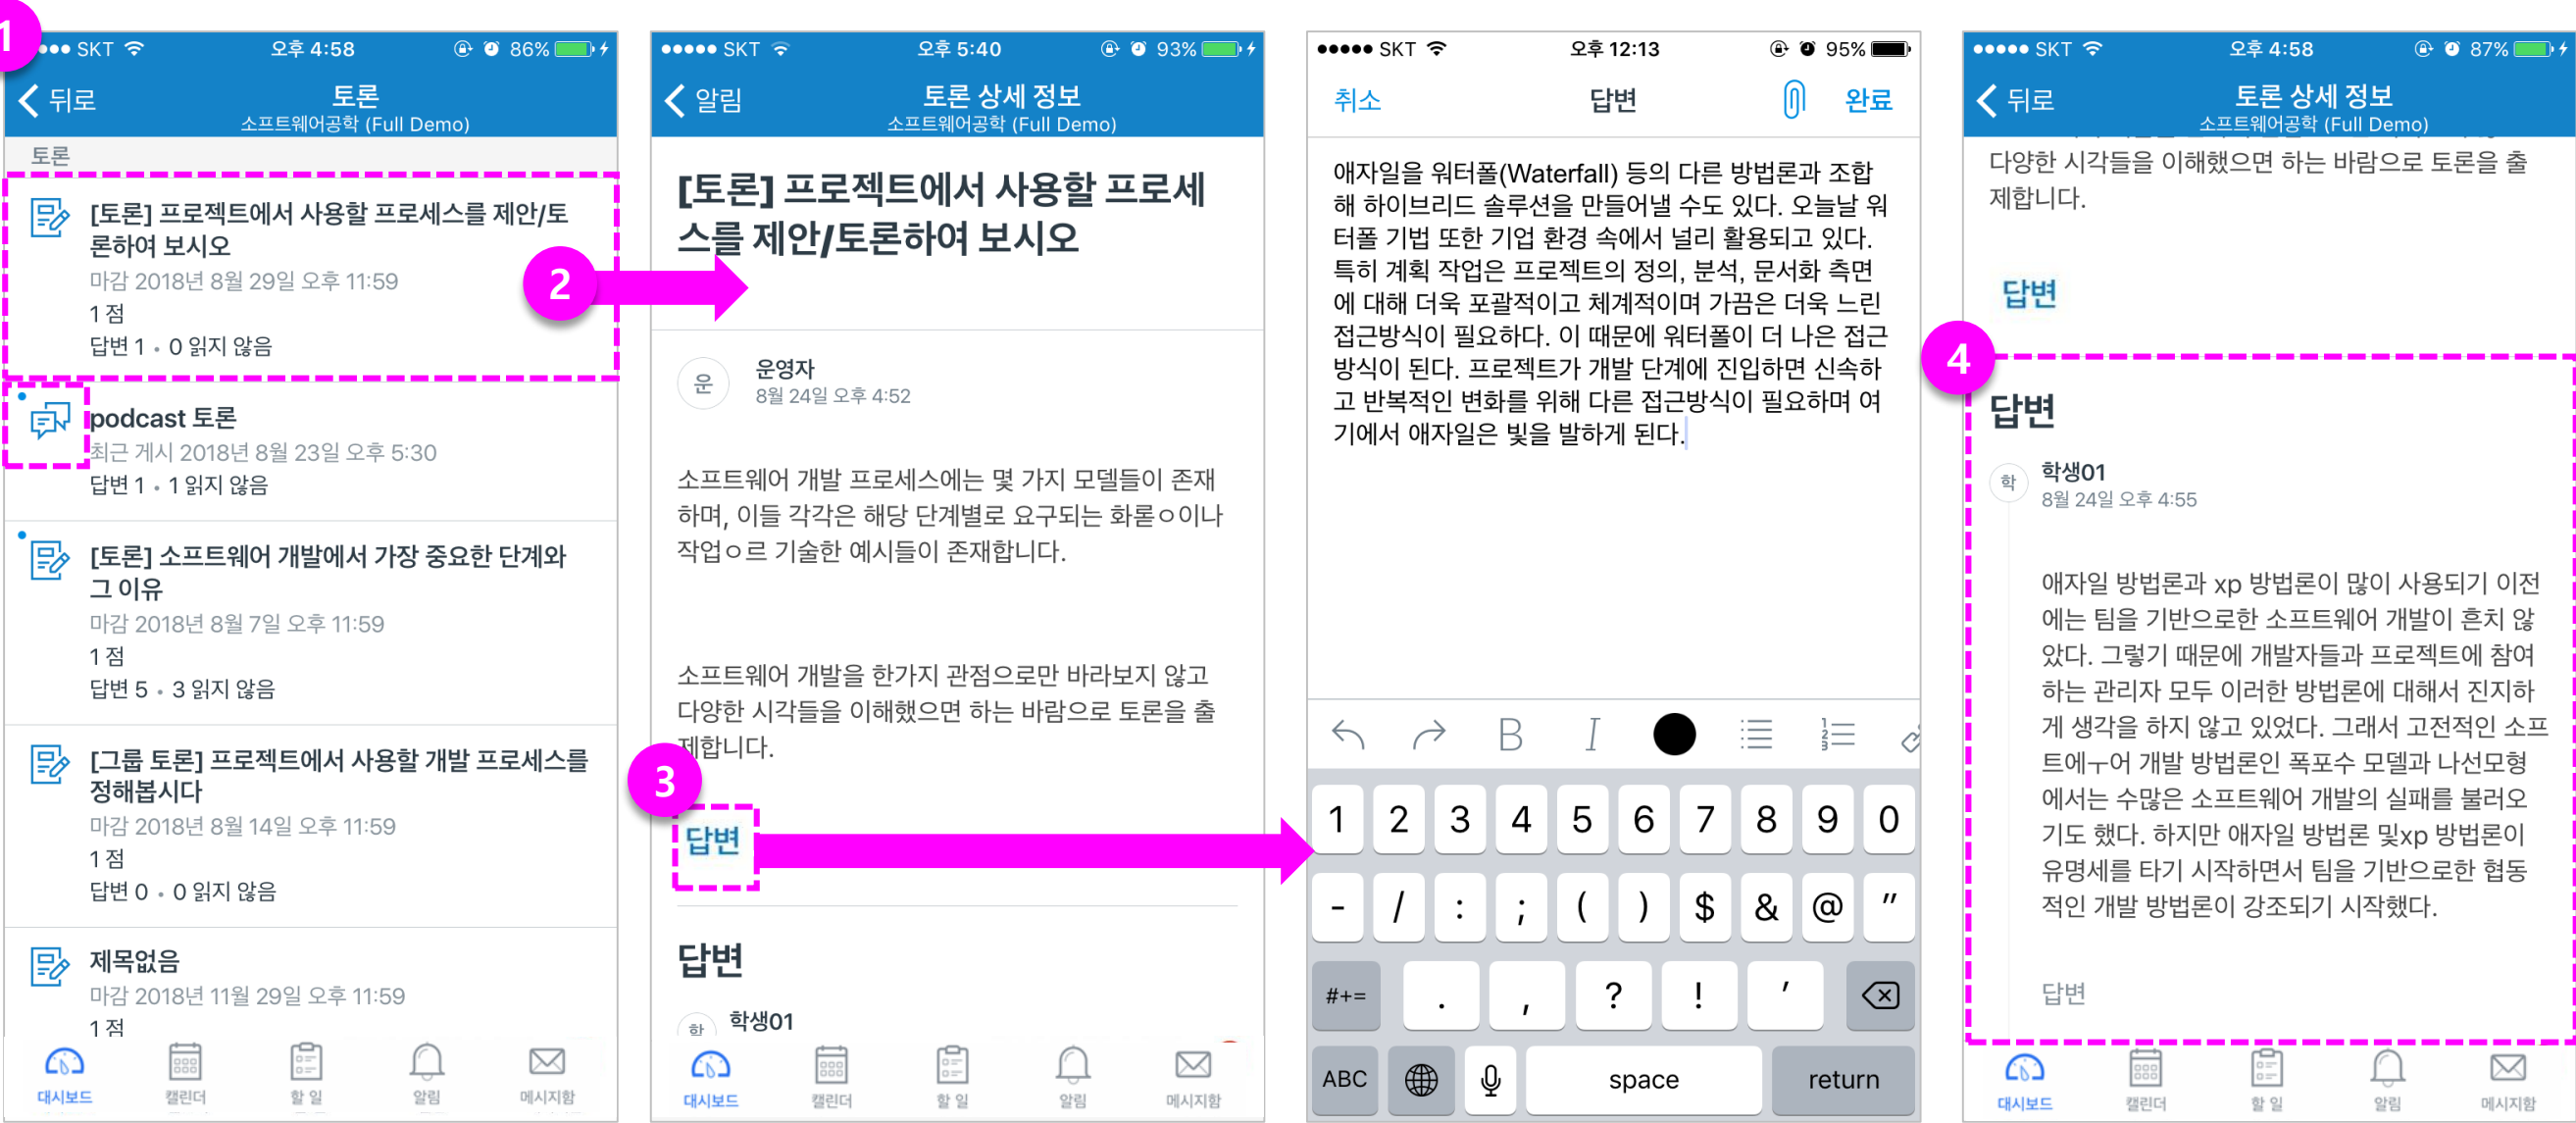 1
●●● SKT 오후 4:58 86%
뒤로 토론
소프트웨어공학 (Full Demo)
토론
[토론] 프로젝트에서 사용할 프로세스를 제안/토
론하여 보시오
마감 2018년 8월 29일 오후 11:59
1 점
답변 1 • 0 읽지 않음
2
podcast 토론
최근 게시 2018년 8월 23일 오후 5:30
답변 1 • 1 읽지 않음
[토론] 소프트웨어 개발에서 가장 중요한 단계와
그 이유
마감 2018년 8월 7일 오후 11:59
1 점
답변 5 • 3 읽지 않음
[그룹 토론] 프로젝트에서 사용할 개발 프로세스를
정해봅시다
마감 2018년 8월 14일 오후 11:59
1 점
답변 0 • 0 읽지 않음
제목없음
마감 2018년 11월 29일 오후 11:59
1 점
대시보드 캘린더 할 일 알림 메시지함
●●●●● SKT 오후 5:40 93%
알림 토론 상세 정보
소프트웨어공학 (Full Demo)
[토론] 프로젝트에서 사용할 프로세
스를 제안/토론하여 보시오
운 운영자
8월 24일 오후 4:52
소프트웨어 개발 프로세스에는 몇 가지 모델들이 존재
하며, 이들 각각은 해당 단계별로 요구되는 화롣ㅇ이나
작업ㅇ르 기술한 예시들이 존재합니다.
소프트웨어 개발을 한가지 관점으로만 바라보지 않고
다양한 시각들을 이해했으면 하는 바람으로 토론을 출
제합니다.
3
답변
답변
학 학생01
대시보드 캘린더 할 일 알림 메시지함
●●●●● SKT 오후 12:13 95%
취소 답변 완료
애자일을 워터폴(Waterfall) 등의 다른 방법론과 조합
해 하이브리드 솔루션을 만들어낼 수도 있다. 오늘날 워
터폴 기법 또한 기업 환경 속에서 널리 활용되고 있다.
특히 계획 작업은 프로젝트의 정의, 분석, 문서화 측면
에 대해 더욱 포괄적이고 체계적이며 가끔은 더욱 느린
접근방식이 필요하다. 이 때문에 워터폴이 더 나은 접근
방식이 된다. 프로젝트가 개발 단계에 진입하면 신속하
고 반복적인 변화를 위해 다른 접근방식이 필요하며 여
기에서 애자일은 빛을 발하게 된다.
B I
1 2 3 4 5 6 7 8 9 0
- / : ; ( ) $ & @ "
#+= . , ? ! '
ABC space return
●●●●● SKT 오후 4:58 87%
뒤로 토론 상세 정보
소프트웨어공학 (Full Demo)
다양한 시각들을 이해했으면 하는 바람으로 토론을 출
제합니다.
답변
4
답변
학 학생01
8월 24일 오후 4:55
애자일 방법론과 xp 방법론이 많이 사용되기 이전
에는 팀을 기반으로한 소프트웨어 개발이 흔치 않
았다. 그렇기 때문에 개발자들과 프로젝트에 참여
하는 관리자 모두 이러한 방법론에 대해서 진지하
게 생각을 하지 않고 있었다. 그래서 고전적인 소프
트에ㅜ어 개발 방법론인 폭포수 모델과 나선모형
에서는 수많은 소프트웨어 개발의 실패를 불러오
기도 했다. 하지만 애자일 방법론 및xp 방법론이
유명세를 타기 시작하면서 팀을 기반으로한 협동
적인 개발 방법론이 강조되기 시작했다.
답변
대시보드 캘린더 할 일 알림 메시지함